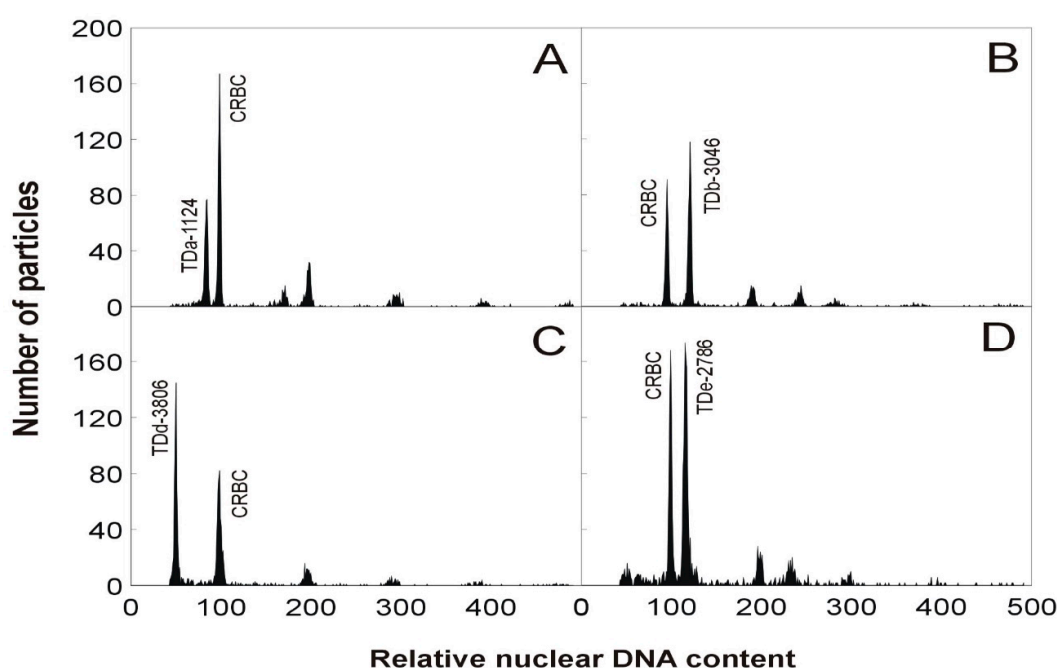 200
160
120
80
40
0
Number of particles
A
TDa-1124
CRBC
B
CRBC
TDb-3046
160
120
80
40
0
C
TDd-3806
CRBC
D
CRBC
TDe-2786
0 100 200 300 400 0 100 200 300 400 500
Relative nuclear DNA content